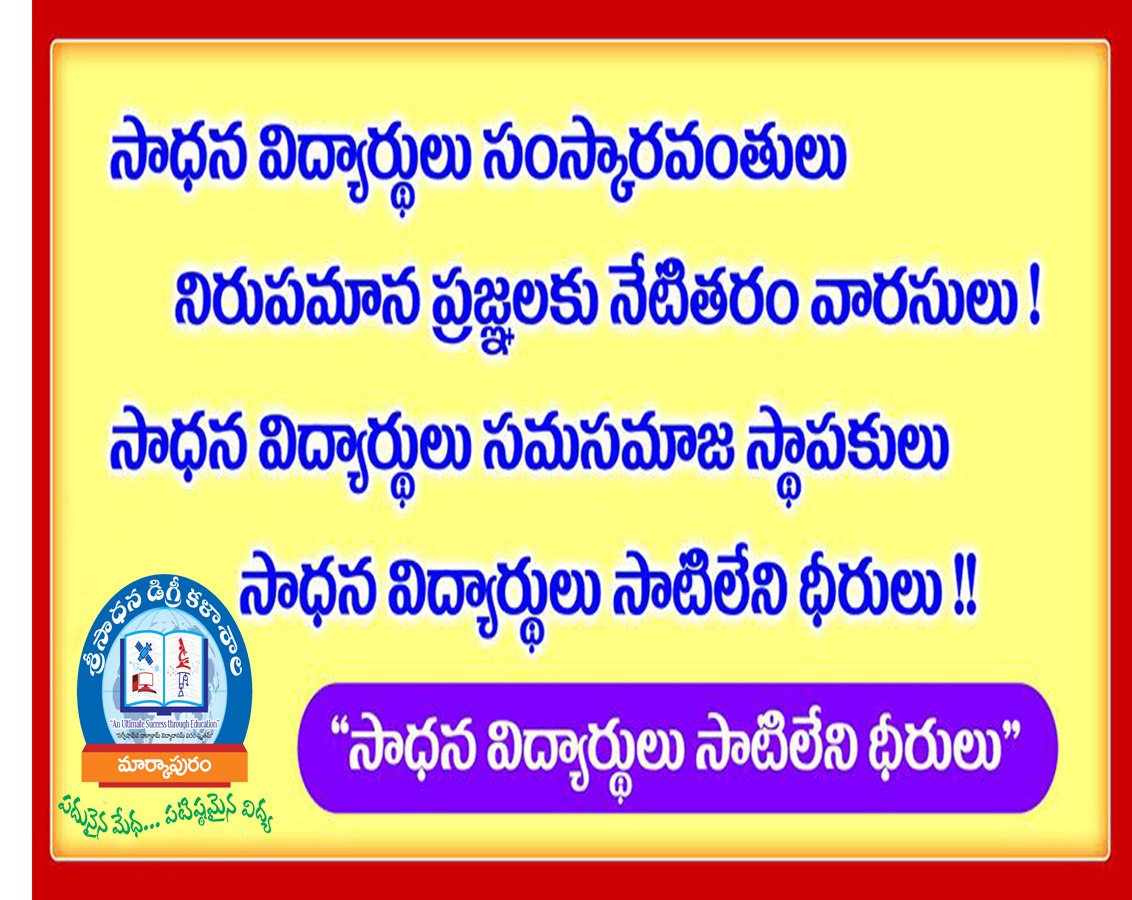 సాధన విద్యార్థులు సంస్కారవంతులు
నిరుపమాన ప్రజ్ఞలకు నేటితరం వారసులు !
సాధన విద్యార్థులు సమసమాజ స్థాపకులు
సాధన విద్యార్థులు సాటిలేని ధీరులు !!
“సాధన విద్యార్థులు సాటిలేని ధీరులు”
శ్రీ సాధన డిగ్రీ కళాశాల
"An Ultimate Success through Education"
మార్కాపురం
పదునైన మేధ... పటిష్ఠమైన విద్య